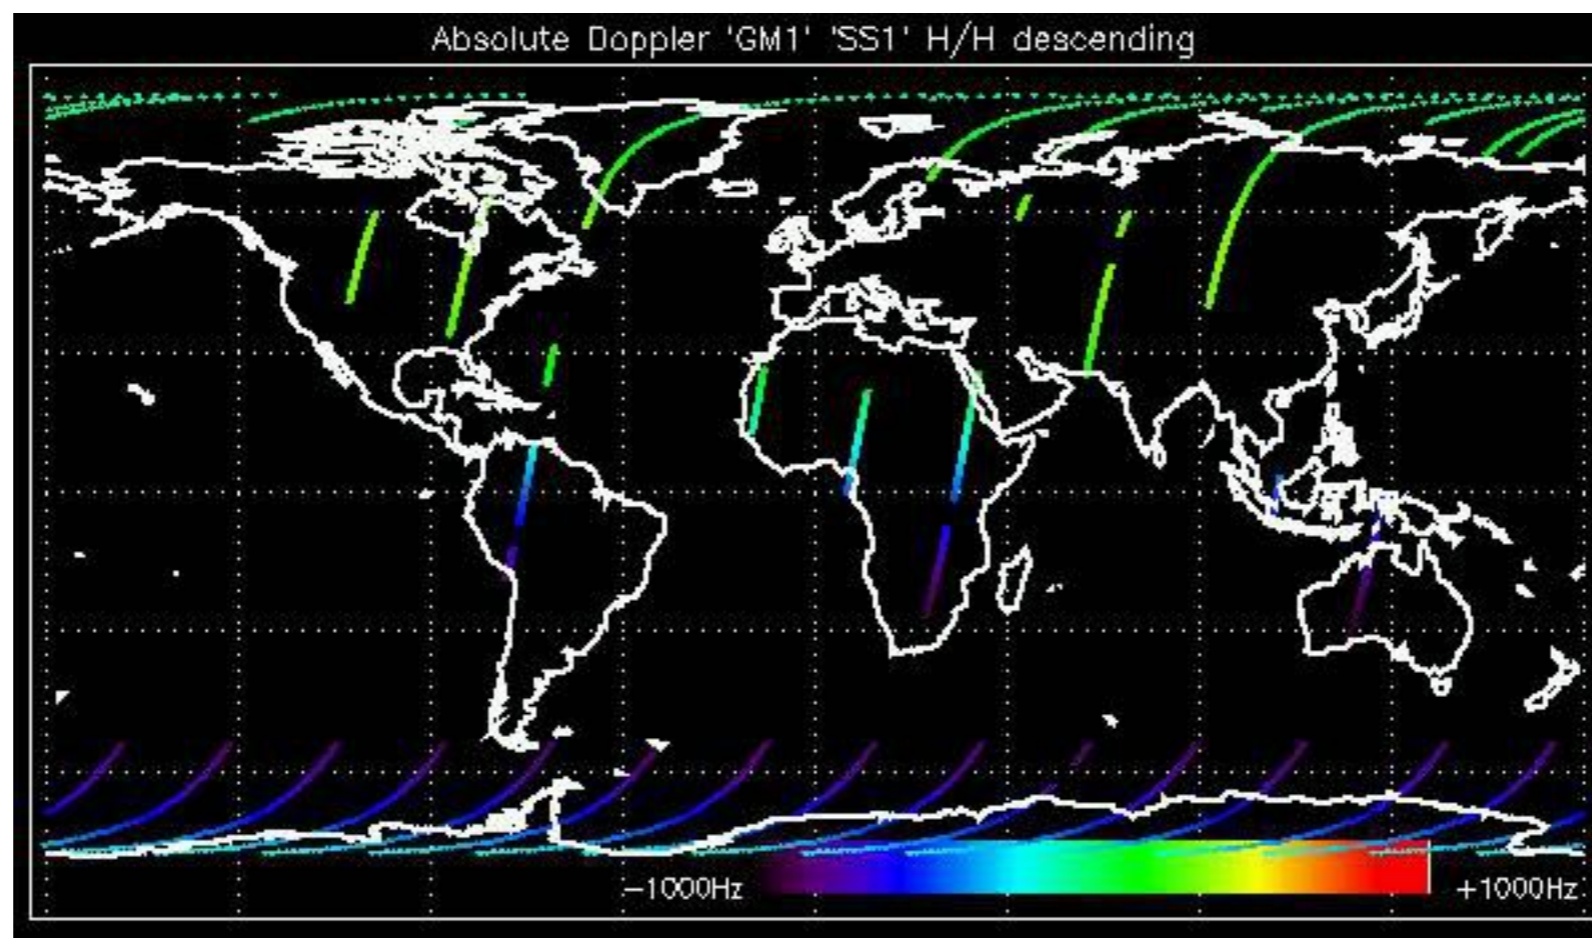 Absolute Doppler 'GM1' 'SS1' H/H descending
−1000Hz
+1000Hz